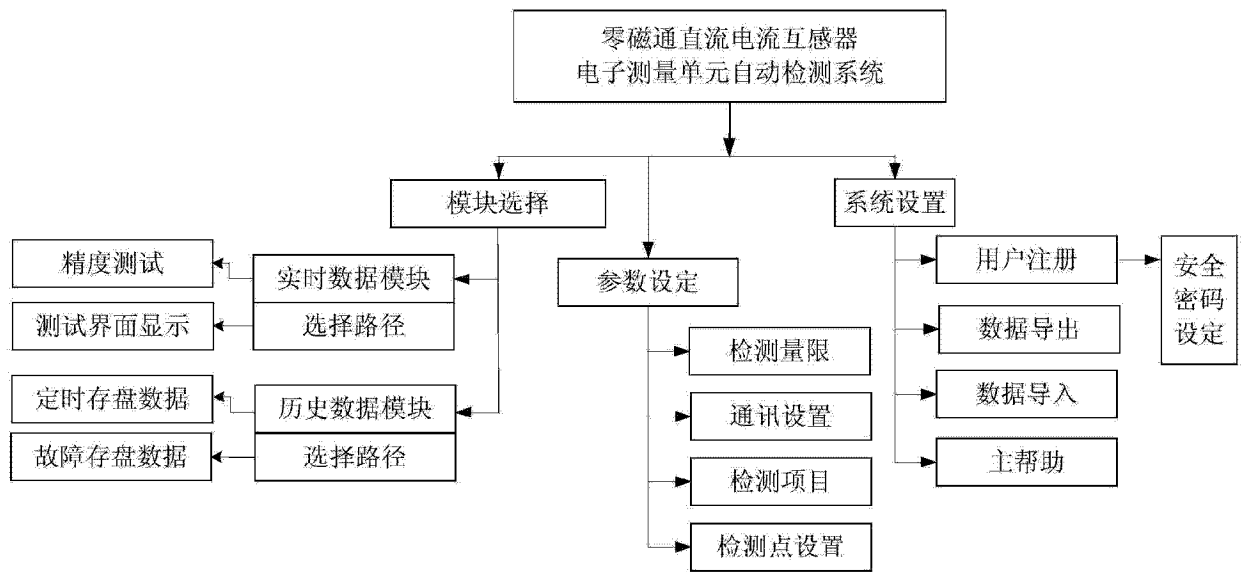 零磁通直流电流互感器
电子测量单元自动检测系统
模块选择
系统设置
参数设定
精度测试
实时数据模块
测试界面显示
选择路径
定时存盘数据
历史数据模块
故障存盘数据
选择路径
检测量限
通讯设置
检测项目
检测点设置
用户注册
数据导出
数据导入
主帮助
安全
密码
设定